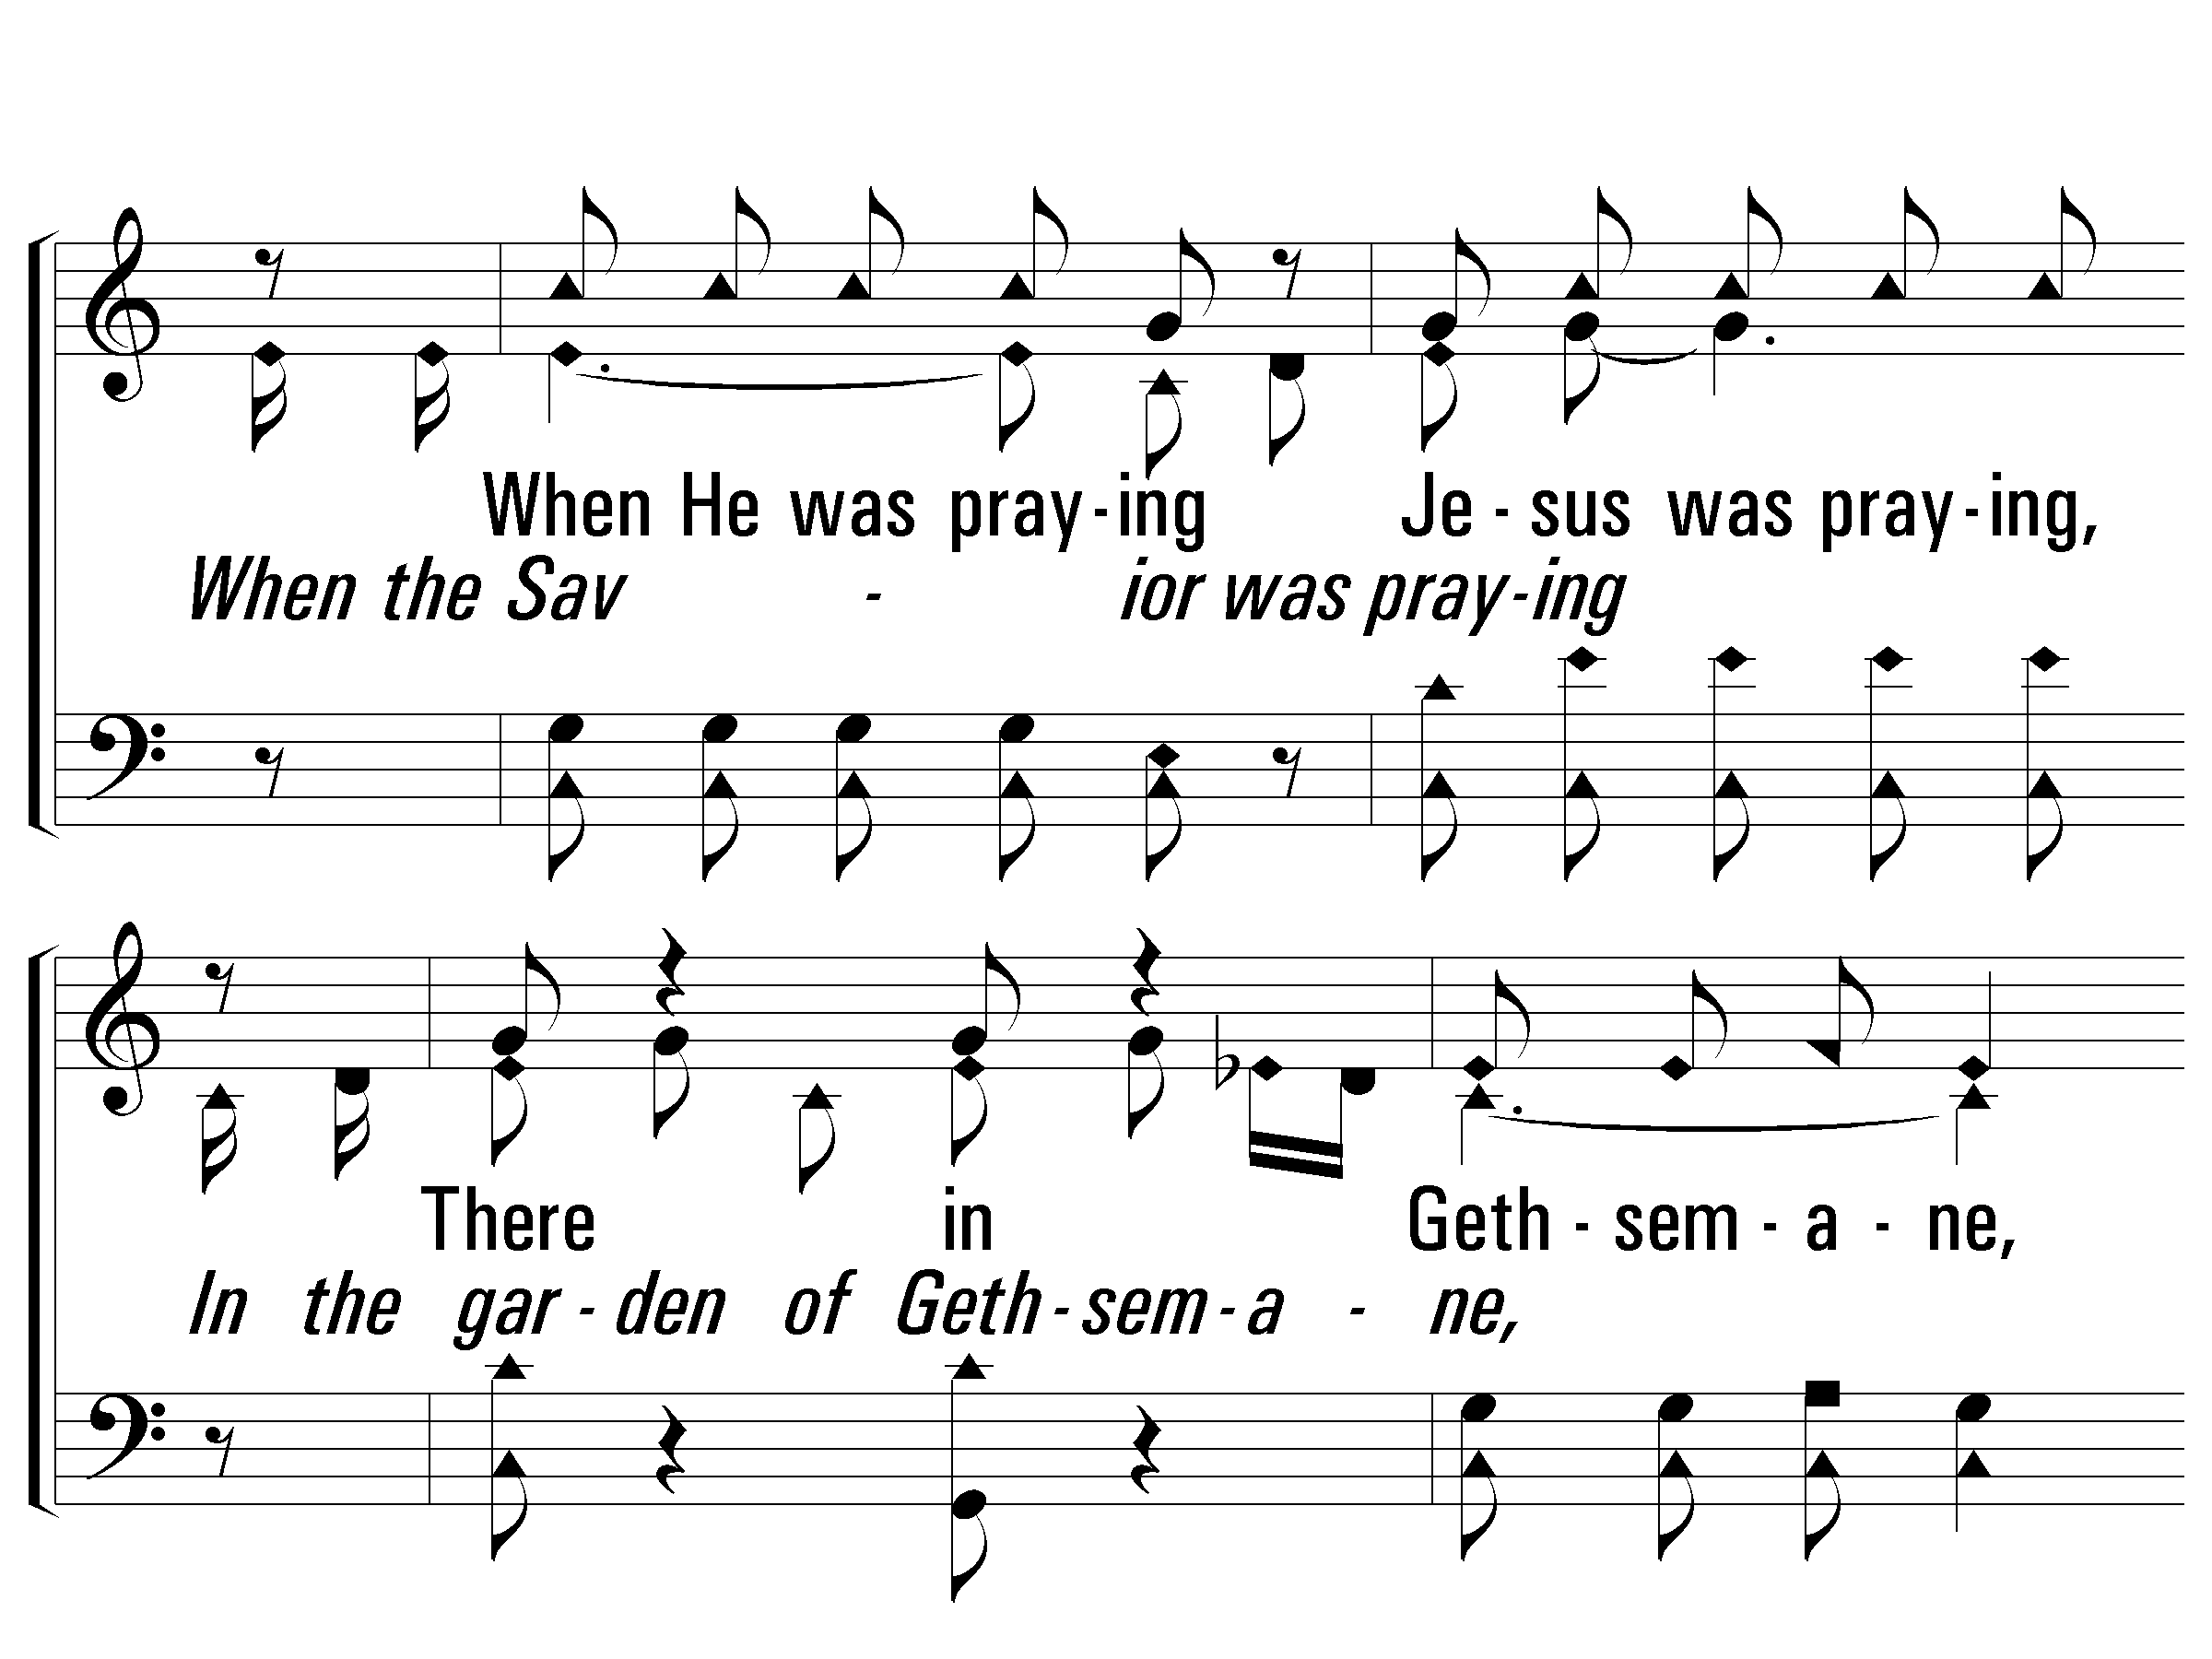 When He was pray-ing Je - sus was pray-ing,
When the Sav - ior was pray-ing
There in Geth - sem - a - ne,
In the gar - den of Geth-sem-a - ne,